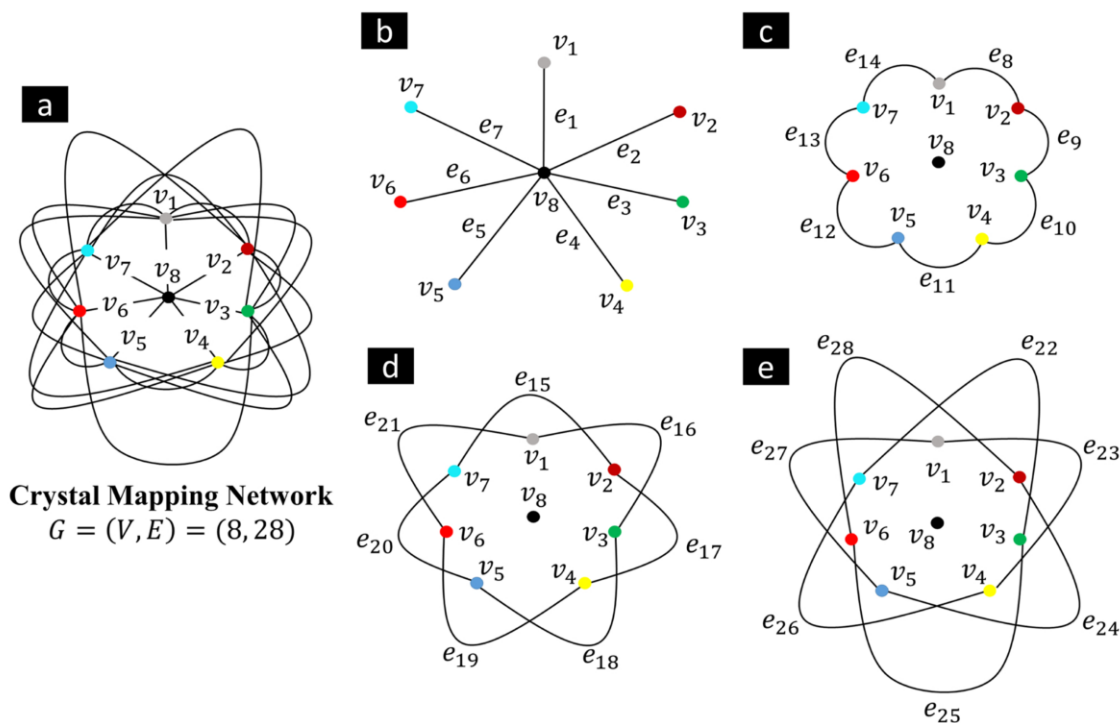 a
v₁
v₇
v₂
v₈
v₆
v₃
v₅
v₄
Crystal Mapping Network
G = (V, E) = (8, 28)
b
v₁
v₇
v₂
e₇
e₁
e₂
v₆
e₆
v₈
e₃
v₃
e₅
e₄
v₅
v₄
c
e₁₄
e₈
v₁
v₇
v₂
e₁₃
v₈
e₉
v₆
v₃
v₅
v₄
e₁₂
e₁₀
e₁₁
d
e₁₅
e₂₁
e₁₆
v₁
v₇
v₂
v₈
v₆
v₃
e₂₀
e₁₇
v₅
v₄
e₁₉
e₁₈
e
e₂₈
e₂₂
e₂₇
e₂₃
v₁
v₇
v₂
v₆
v₈
v₃
v₅
v₄
e₂₆
e₂₄
e₂₅